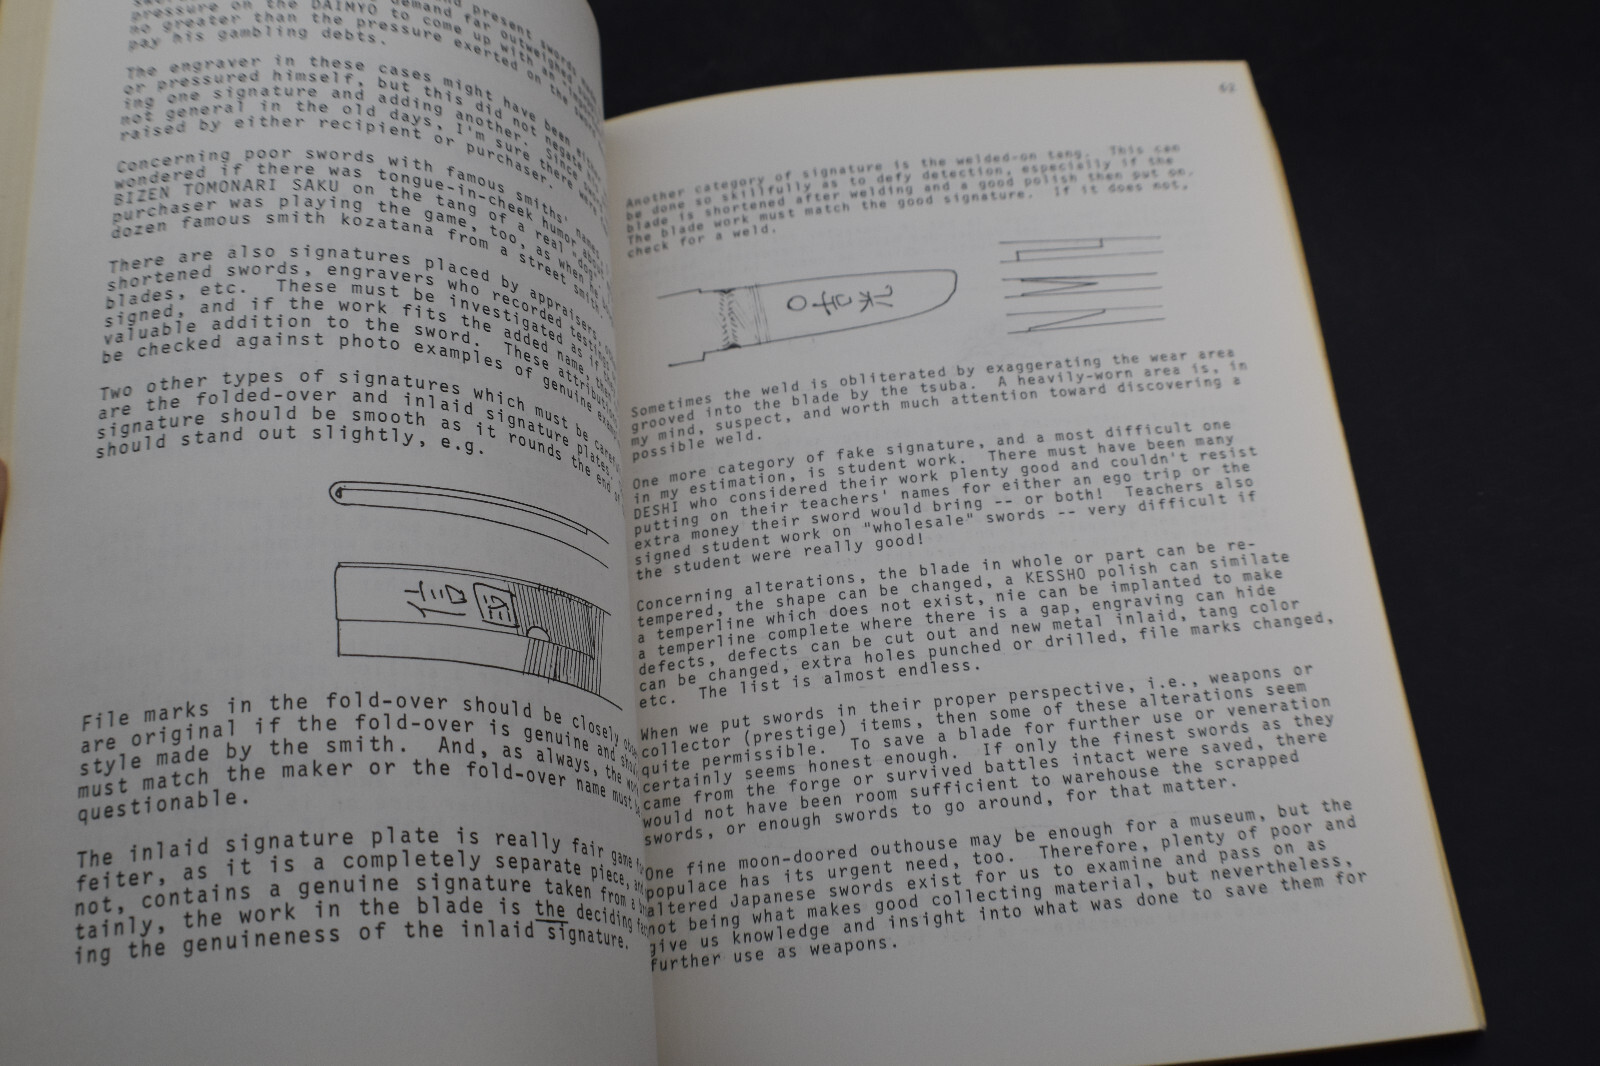 present swords
demand far outweighed
pressure on the DAIMYO to come up with an
no greater than the pressure exerted on the
pay his gambling debts.
The engraver in these cases might have been
or pressured himself, but this did not negate
ing one signature and adding another. Since
not general in the old days, I'm sure there were
raised by either recipient or purchaser.
Concerning poor swords with famous smiths' names,
wondered if there was tongue-in-cheek humor about
BIZEN TOMONARI SAKU on the tang of a real "dog."
purchaser was playing the game, too, as when he
dozen famous smith kozatana from a street smith.
There are also signatures placed by appraisers,
shortened swords, engravers who recorded testings
blades, etc. These must be investigated as if
signed, and if the work fits the added name, then
valuable addition to the sword. These attributions
be checked against photo examples of genuine
Two other types of signatures which must be
are the folded-over and inlaid signature plates.
signature should be smooth as it rounds the end
should stand out slightly, e.g.
File marks in the fold-over should be closely
are original if the fold-over is genuine and
style made by the smith. And, as always, the
must match the maker or the fold-over name must
questionable.
The inlaid signature plate is really fair game
feiter, as it is a completely separate piece,
not, contains a genuine signature taken from a
tainly, the work in the blade is the deciding
ing the genuineness of the inlaid signature.
63
Another category of signature is the welded-on tang. This can
be done so skillfully as to defy detection, especially if the
blade is shortened after welding and a good polish then put on.
The blade work must match the good signature. If it does not,
check for a weld.
Sometimes the weld is obliterated by exaggerating the wear area
grooved into the blade by the tsuba. A heavily-worn area is, in
my mind, suspect, and worth much attention toward discovering a
possible weld.
One more category of fake signature, and a most difficult one
in my estimation, is student work. There must have been many
DESHI who considered their work plenty good and couldn't resist
putting on their teachers' names for either an ego trip or the
extra money their sword would bring -- or both! Teachers also
signed student work on "wholesale" swords -- very difficult if
the student were really good!
Concerning alterations, the blade in whole or part can be re-
tempered, the shape can be changed, a KESSHO polish can similate
a temperline which does not exist, nie can be implanted to make
a temperline complete where there is a gap, engraving can hide
defects, defects can be cut out and new metal inlaid, tang color
can be changed, extra holes punched or drilled, file marks changed,
etc. The list is almost endless.
When we put swords in their proper perspective, i.e., weapons or
collector (prestige) items, then some of these alterations seem
quite permissible. To save a blade for further use or veneration
certainly seems honest enough. If only the finest swords as they
came from the forge or survived battles intact were saved, there
would not have been room sufficient to warehouse the scrapped
swords, or enough swords to go around, for that matter.
One fine moon-doored outhouse may be enough for a museum, but the
populace has its urgent need, too. Therefore, plenty of poor and
altered Japanese swords exist for us to examine and pass on as
not being what makes good collecting material, but nevertheless,
give us knowledge and insight into what was done to save them for
further use as weapons.